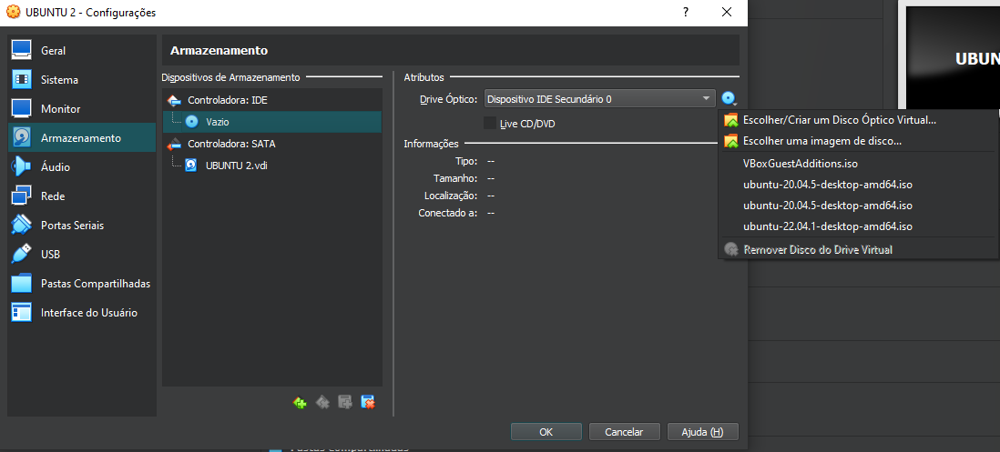 UBUNTU 2 - Configurações
?
Geral
Sistema
Monitor
Armazenamento
Áudio
Rede
Portas Seriais
USB
Pastas Compartilhadas
Interface do Usuário
Armazenamento
Dispositivos de Armazenamento
Controladora: IDE
Vazio
Controladora: SATA
UBUNTU 2.vdi
Atributos
Drive Óptico: Dispositivo IDE Secundário 0
Live CD/DVD
Informações
Tipo: --
Tamanho: --
Localização: --
Conectado a: --
Escolher/Criar um Disco Óptico Virtual...
Escolher uma imagem de disco...
VBoxGuestAdditions.iso
ubuntu-20.04.5-desktop-amd64.iso
ubuntu-20.04.5-desktop-amd64.iso
ubuntu-22.04.1-desktop-amd64.iso
Remover Disco do Drive Virtual
OK
Cancelar
Ajuda (H)
UBUN